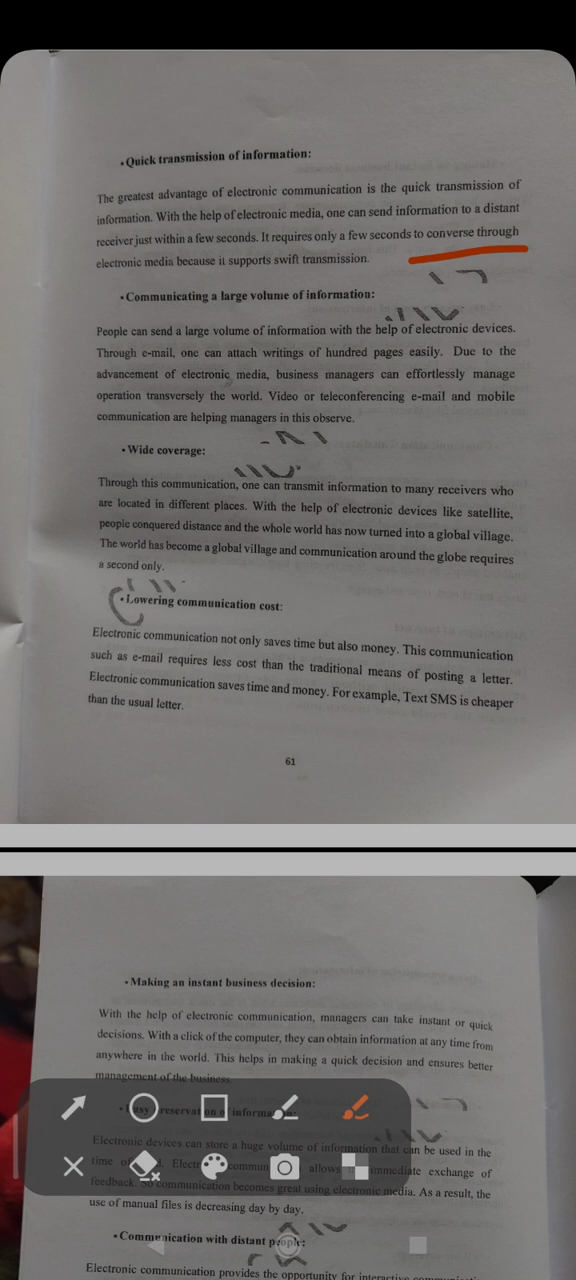 • Quick transmission of information:
The greatest advantage of electronic communication is the quick transmission of
information. With the help of electronic media, one can send information to a distant
receiver just within a few seconds. It requires only a few seconds to converse through
electronic media because it supports swift transmission.
• Communicating a large volume of information:
People can send a large volume of information with the help of electronic devices.
Through e-mail, one can attach writings of hundred pages easily. Due to the
advancement of electronic media, business managers can effortlessly manage
operation transversely the world. Video or teleconferencing e-mail and mobile
communication are helping managers in this observe.
• Wide coverage:
Through this communication, one can transmit information to many receivers who
are located in different places. With the help of electronic devices like satellite,
people conquered distance and the whole world has now turned into a global village.
The world has become a global village and communication around the globe requires
a second only.
• Lowering communication cost:
Electronic communication not only saves time but also money. This communication
such as e-mail requires less cost than the traditional means of posting a letter.
Electronic communication saves time and money. For example, Text SMS is cheaper
than the usual letter.
61
• Making an instant business decision:
With the help of electronic communication, managers can take instant or quick
decisions. With a click of the computer, they can obtain information at any time from
anywhere in the world. This helps in making a quick decision and ensures better
management of the business.
• of information:
Electronic devices can store a huge volume of information that can be used in the
time of allows immediate exchange of
feedback. So communication becomes great using electronic media. As a result, the
use of manual files is decreasing day by day.
• Communication with distant people:
Electronic communication provides the opportunity for interactive